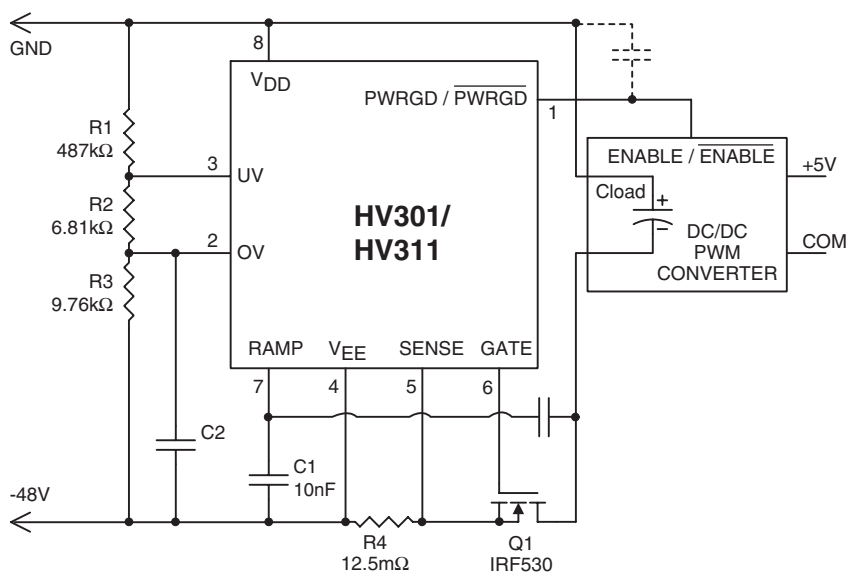 GND
8
VDD
PWRGD / PWRGD
1
R1
487kΩ
3
UV
ENABLE / ENABLE
+5V
Cload
+
−
R2
6.81kΩ
HV301/
HV311
2
OV
DC/DC
PWM
CONVERTER
COM
R3
9.76kΩ
RAMP
VEE
SENSE
GATE
7
4
5
6
C2
C1
10nF
-48V
R4
12.5mΩ
Q1
IRF530